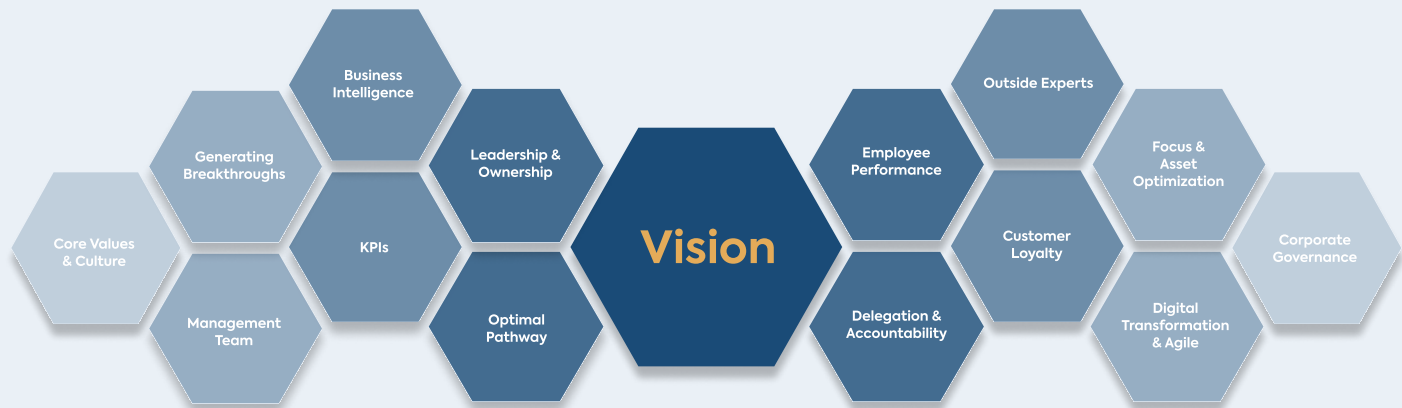 Core Values
& Culture
Generating
Breakthroughs
Management
Team
Business
Intelligence
KPIs
Leadership &
Ownership
Optimal
Pathway
Vision
Employee
Performance
Delegation &
Accountability
Outside Experts
Customer
Loyalty
Focus &
Asset
Optimization
Digital
Transformation
& Agile
Corporate
Governance